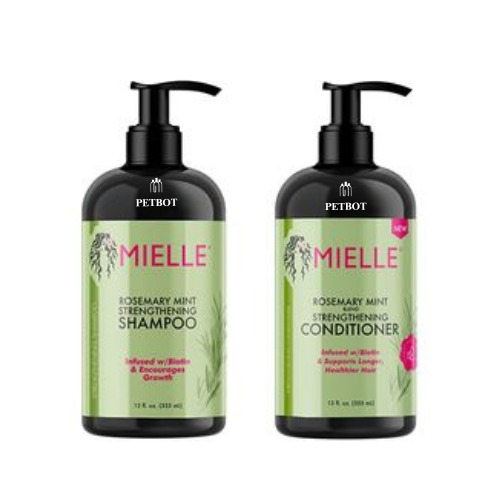 PETBOT
MIELLE
ROSEMARY MINT
STRENGTHENING
SHAMPOO
Infused w/Biotin
& Encourages
Growth
12 fl. oz. (355 ml)
PETBOT
NEW
MIELLE
ROSEMARY MINT
BLEND
STRENGTHENING
CONDITIONER
Infused w/Biotin
& Supports Longer,
Healthier Hair
12 fl. oz. (355 ml)